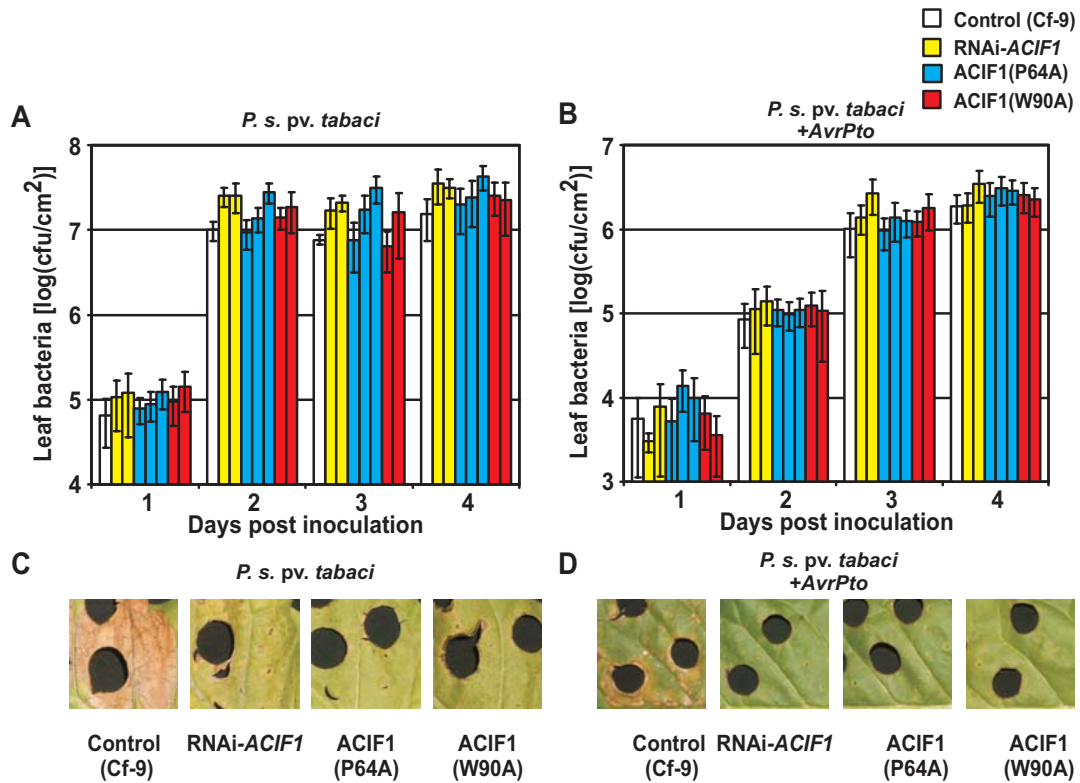 Control (Cf-9)
RNAi-ACIF1
ACIF1(P64A)
ACIF1(W90A)
A
P. s. pv. tabaci
Leaf bacteria [log(cfu/cm2)]
8
7
6
5
4
1
2
3
4
Days post inoculation
B
P. s. pv. tabaci
+AvrPto
Leaf bacteria [log(cfu/cm2)]
7
6
5
4
3
1
2
3
4
Days post inoculation
C
P. s. pv. tabaci
Control
(Cf-9)
RNAi-ACIF1
ACIF1
(P64A)
ACIF1
(W90A)
D
P. s. pv. tabaci
+AvrPto
Control
(Cf-9)
RNAi-ACIF1
ACIF1
(P64A)
ACIF1
(W90A)